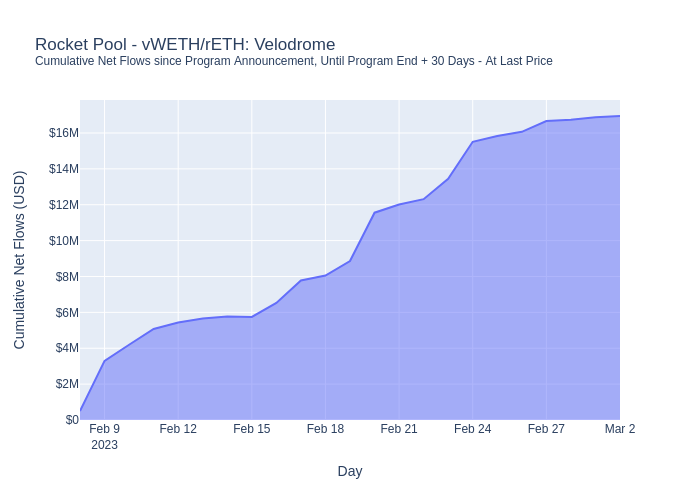 Rocket Pool - vWETH/rETH: Velodrome
Cumulative Net Flows since Program Announcement, Until Program End + 30 Days - At Last Price
Cumulative Net Flows (USD)
$16M
$14M
$12M
$10M
$8M
$6M
$4M
$2M
$0
Feb 9 Feb 12 Feb 15 Feb 18 Feb 21 Feb 24 Feb 27 Mar 2
2023
Day